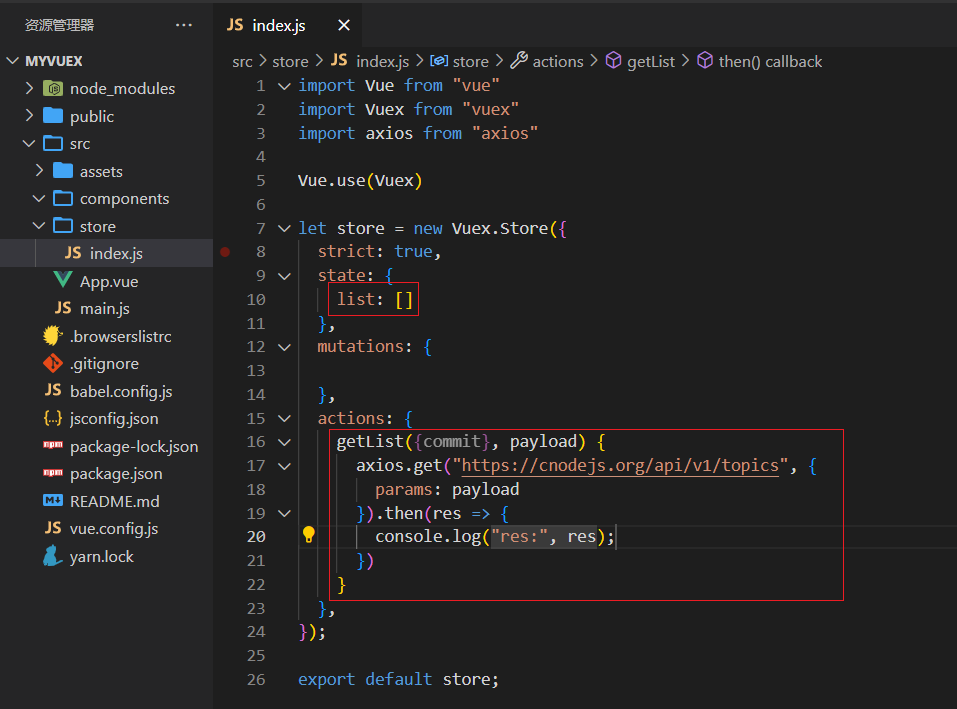 资源管理器
···
MYVUEX
node_modules
public
src
assets
components
store
JS index.js
App.vue
JS main.js
.browserslistrc
.gitignore
JS babel.config.js
{..} jsconfig.json
npm package-lock.json
npm package.json
README.md
JS vue.config.js
yarn.lock
JS index.js ×
src > store > JS index.js > store > actions > getList > then() callback
1 import Vue from "vue"
2 import Vuex from "vuex"
3 import axios from "axios"
4
5 Vue.use(Vuex)
6
7 let store = new Vuex.Store({
8 strict: true,
9 state: {
10 list: []
11 },
12 mutations: {
13
14 },
15 actions: {
16 getList({commit}, payload) {
17 axios.get("https://cnodejs.org/api/v1/topics", {
18 params: payload
19 }).then(res => {
20 console.log("res:", res);
21 })
22 }
23 },
24 });
25
26 export default store;